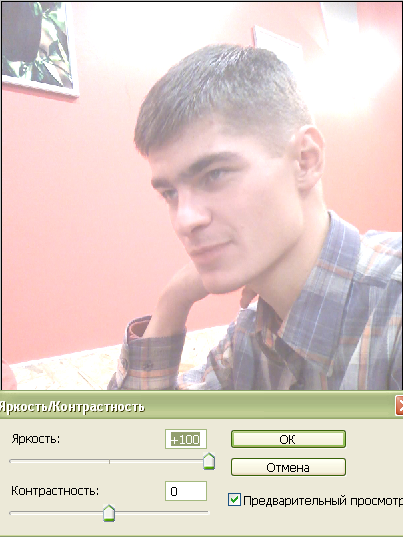 Яркость/Контрастность
Яркость:
+100
OK
Отмена
Контрастность:
0
Предварительный просмотр